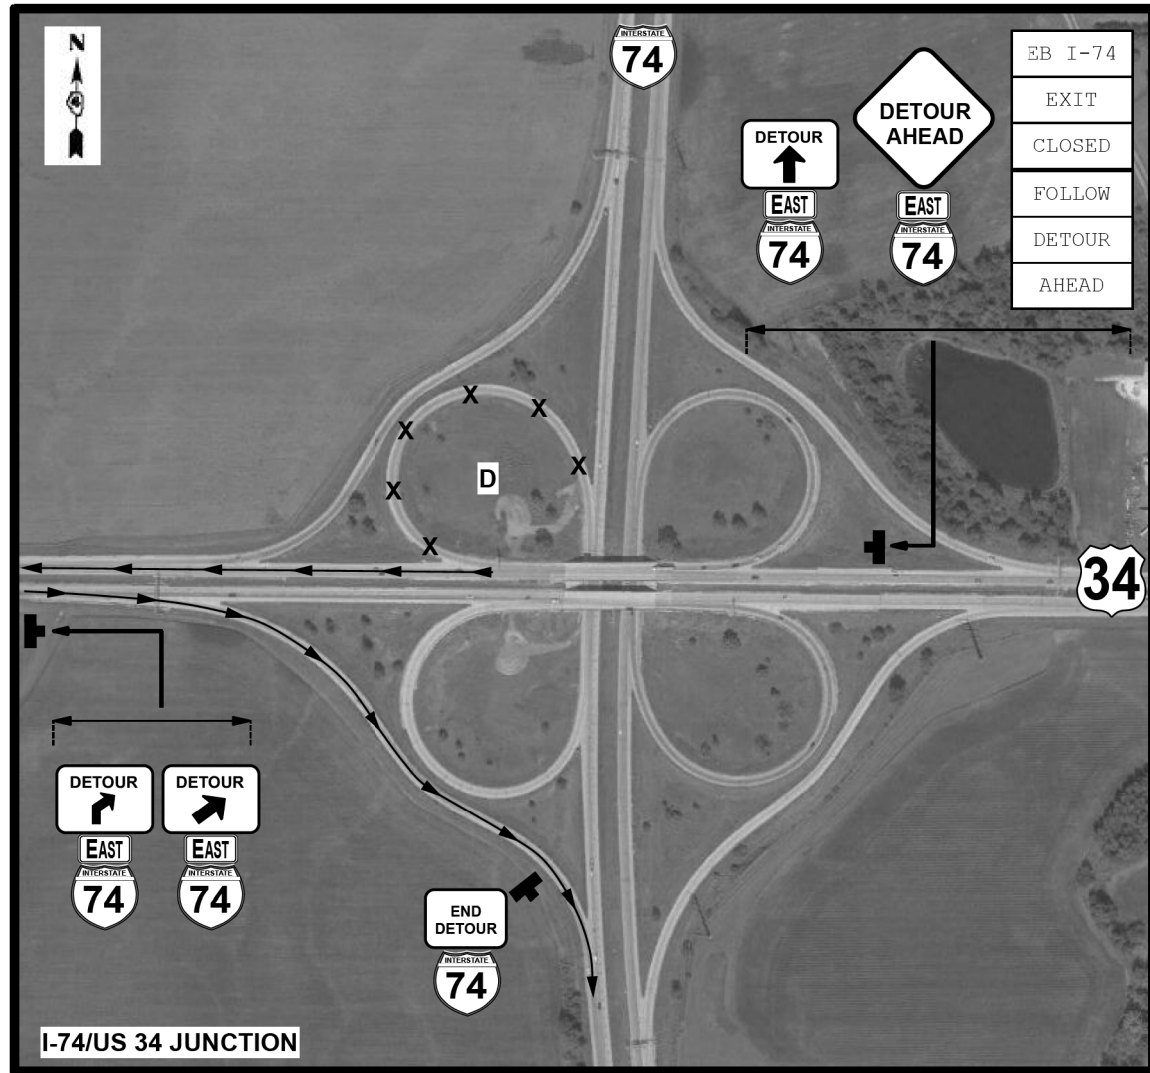 N
INTERSTATE
74
DETOUR
EAST
INTERSTATE
74
DETOUR
AHEAD
EAST
INTERSTATE
74
EB I-74
EXIT
CLOSED
FOLLOW
DETOUR
AHEAD
X
X
X
X
D
X
X
X
34
DETOUR
EAST
INTERSTATE
74
DETOUR
EAST
INTERSTATE
74
END
DETOUR
INTERSTATE
74
I-74/US 34 JUNCTION